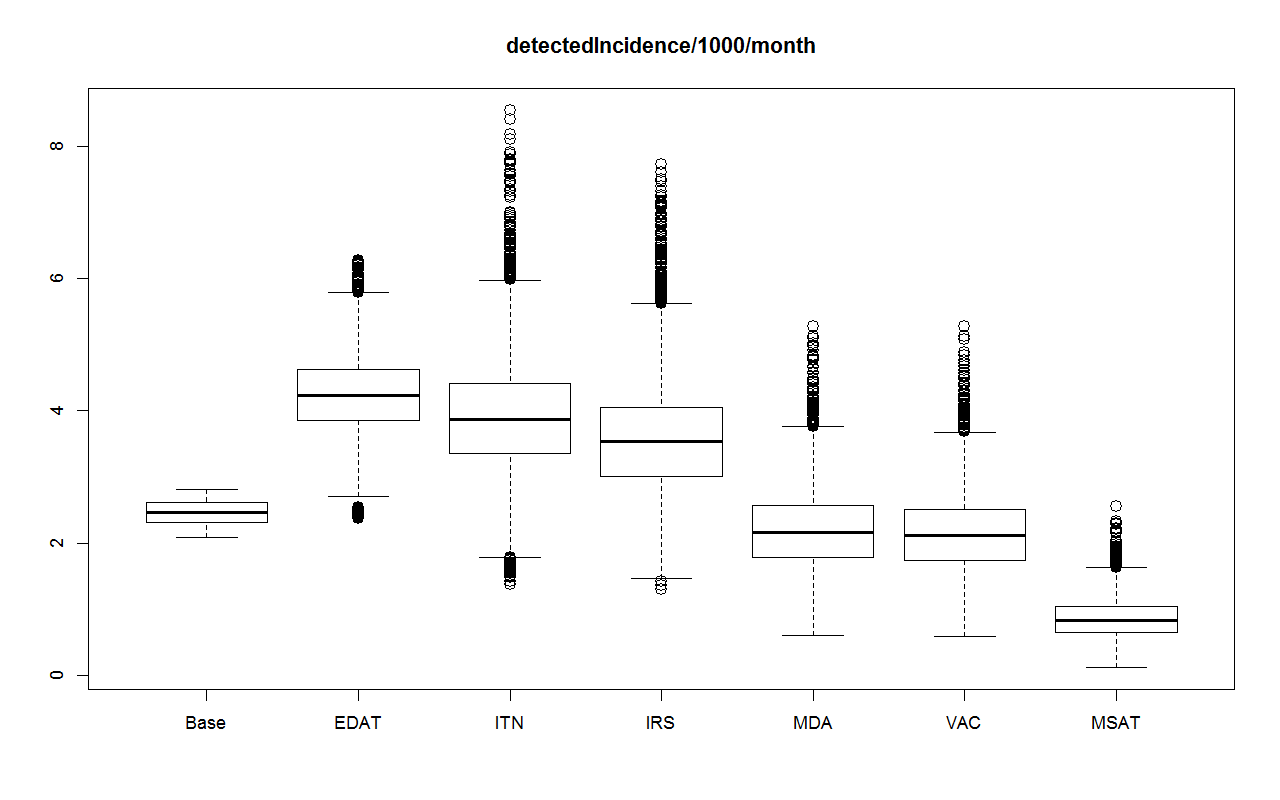 detectedIncidence/1000/month
8
6
4
2
0
Base EDAT ITN IRS MDA VAC MSAT